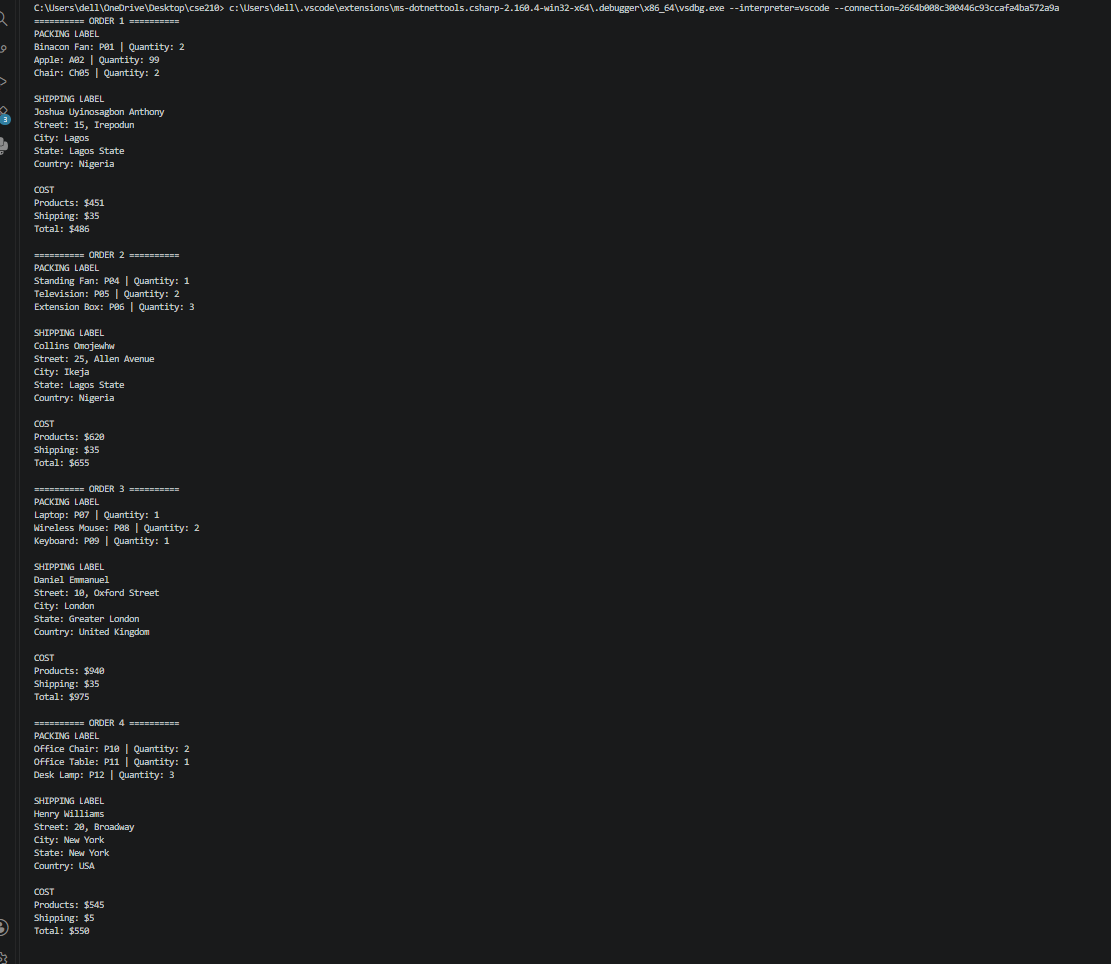 C:\Users\dell\OneDrive\Desktop\cse210> c:\Users\dell\.vscode\extensions\ms-dotnettools.csharp-2.160.4-win32-x64\.debugger\x86_64\vsdbg.exe --interpreter=vscode --connection=2664b008c300446c93ccafa4ba572a9a
========== ORDER 1 ==========
PACKING LABEL
Binacon Fan: P01 | Quantity: 2
Apple: A02 | Quantity: 99
Chair: Ch05 | Quantity: 2

SHIPPING LABEL
Joshua Uyinosagbon Anthony
Street: 15, Irepodun
City: Lagos
State: Lagos State
Country: Nigeria

COST
Products: $451
Shipping: $35
Total: $486

========== ORDER 2 ==========
PACKING LABEL
Standing Fan: P04 | Quantity: 1
Television: P05 | Quantity: 2
Extension Box: P06 | Quantity: 3

SHIPPING LABEL
Collins Omojewhw
Street: 25, Allen Avenue
City: Ikeja
State: Lagos State
Country: Nigeria

COST
Products: $620
Shipping: $35
Total: $655

========== ORDER 3 ==========
PACKING LABEL
Laptop: P07 | Quantity: 1
Wireless Mouse: P08 | Quantity: 2
Keyboard: P09 | Quantity: 1

SHIPPING LABEL
Daniel Emmanuel
Street: 10, Oxford Street
City: London
State: Greater London
Country: United Kingdom

COST
Products: $940
Shipping: $35
Total: $975

========== ORDER 4 ==========
PACKING LABEL
Office Chair: P10 | Quantity: 2
Office Table: P11 | Quantity: 1
Desk Lamp: P12 | Quantity: 3

SHIPPING LABEL
Henry Williams
Street: 20, Broadway
City: New York
State: New York
Country: USA

COST
Products: $545
Shipping: $5
Total: $550
3